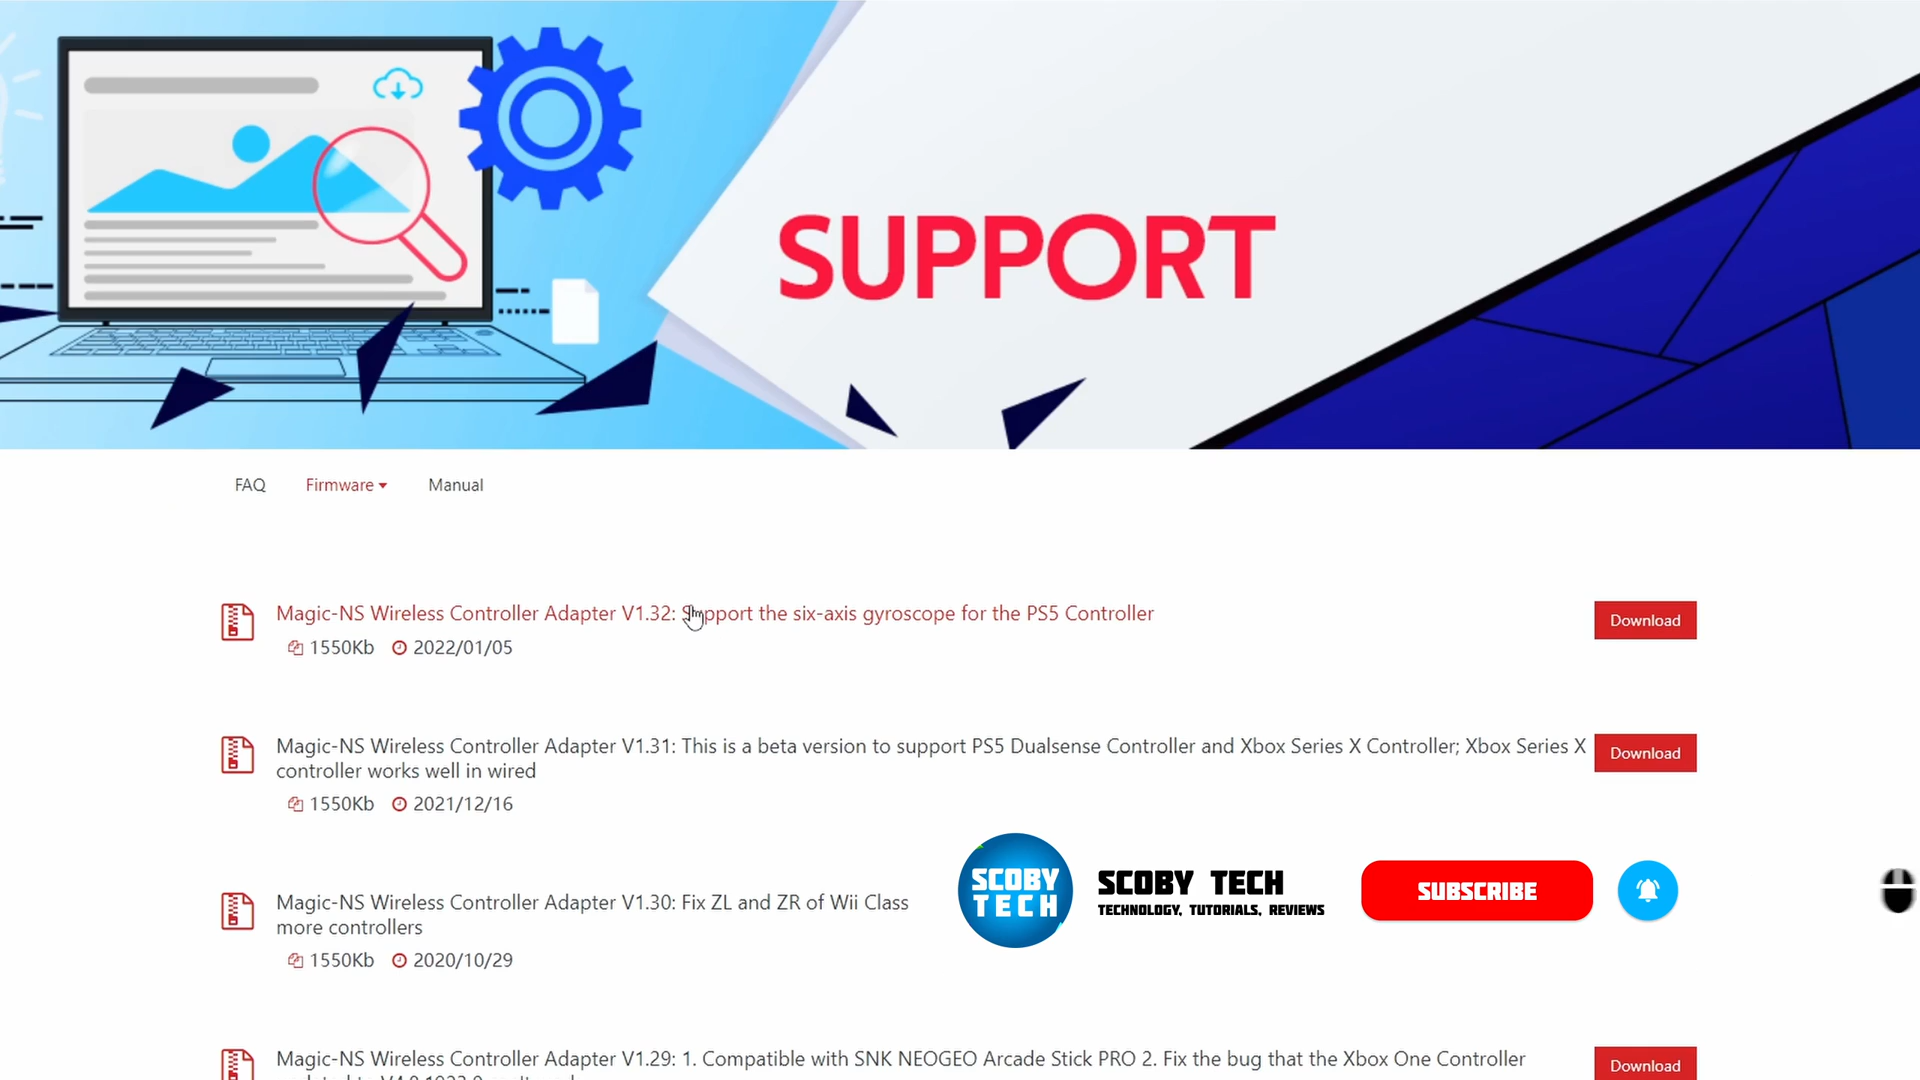 SUPPORT
FAQ
Firmware
Manual
Magic-NS Wireless Controller Adapter V1.32: Support the six-axis gyroscope for the PS5 Controller
Download
1550Kb 2022/01/05
Magic-NS Wireless Controller Adapter V1.31: This is a beta version to support PS5 Dualsense Controller and Xbox Series X Controller; Xbox Series X
controller works well in wired
Download
1550Kb 2021/12/16
Magic-NS Wireless Controller Adapter V1.30: Fix ZL and ZR of Wii Class
more controllers
1550Kb 2020/10/29
SCOBY
TECH
SCOBY TECH
TECHNOLOGY, TUTORIALS, REVIEWS
SUBSCRIBE
Magic-NS Wireless Controller Adapter V1.29: 1. Compatible with SNK NEOGEO Arcade Stick PRO 2. Fix the bug that the Xbox One Controller
Download